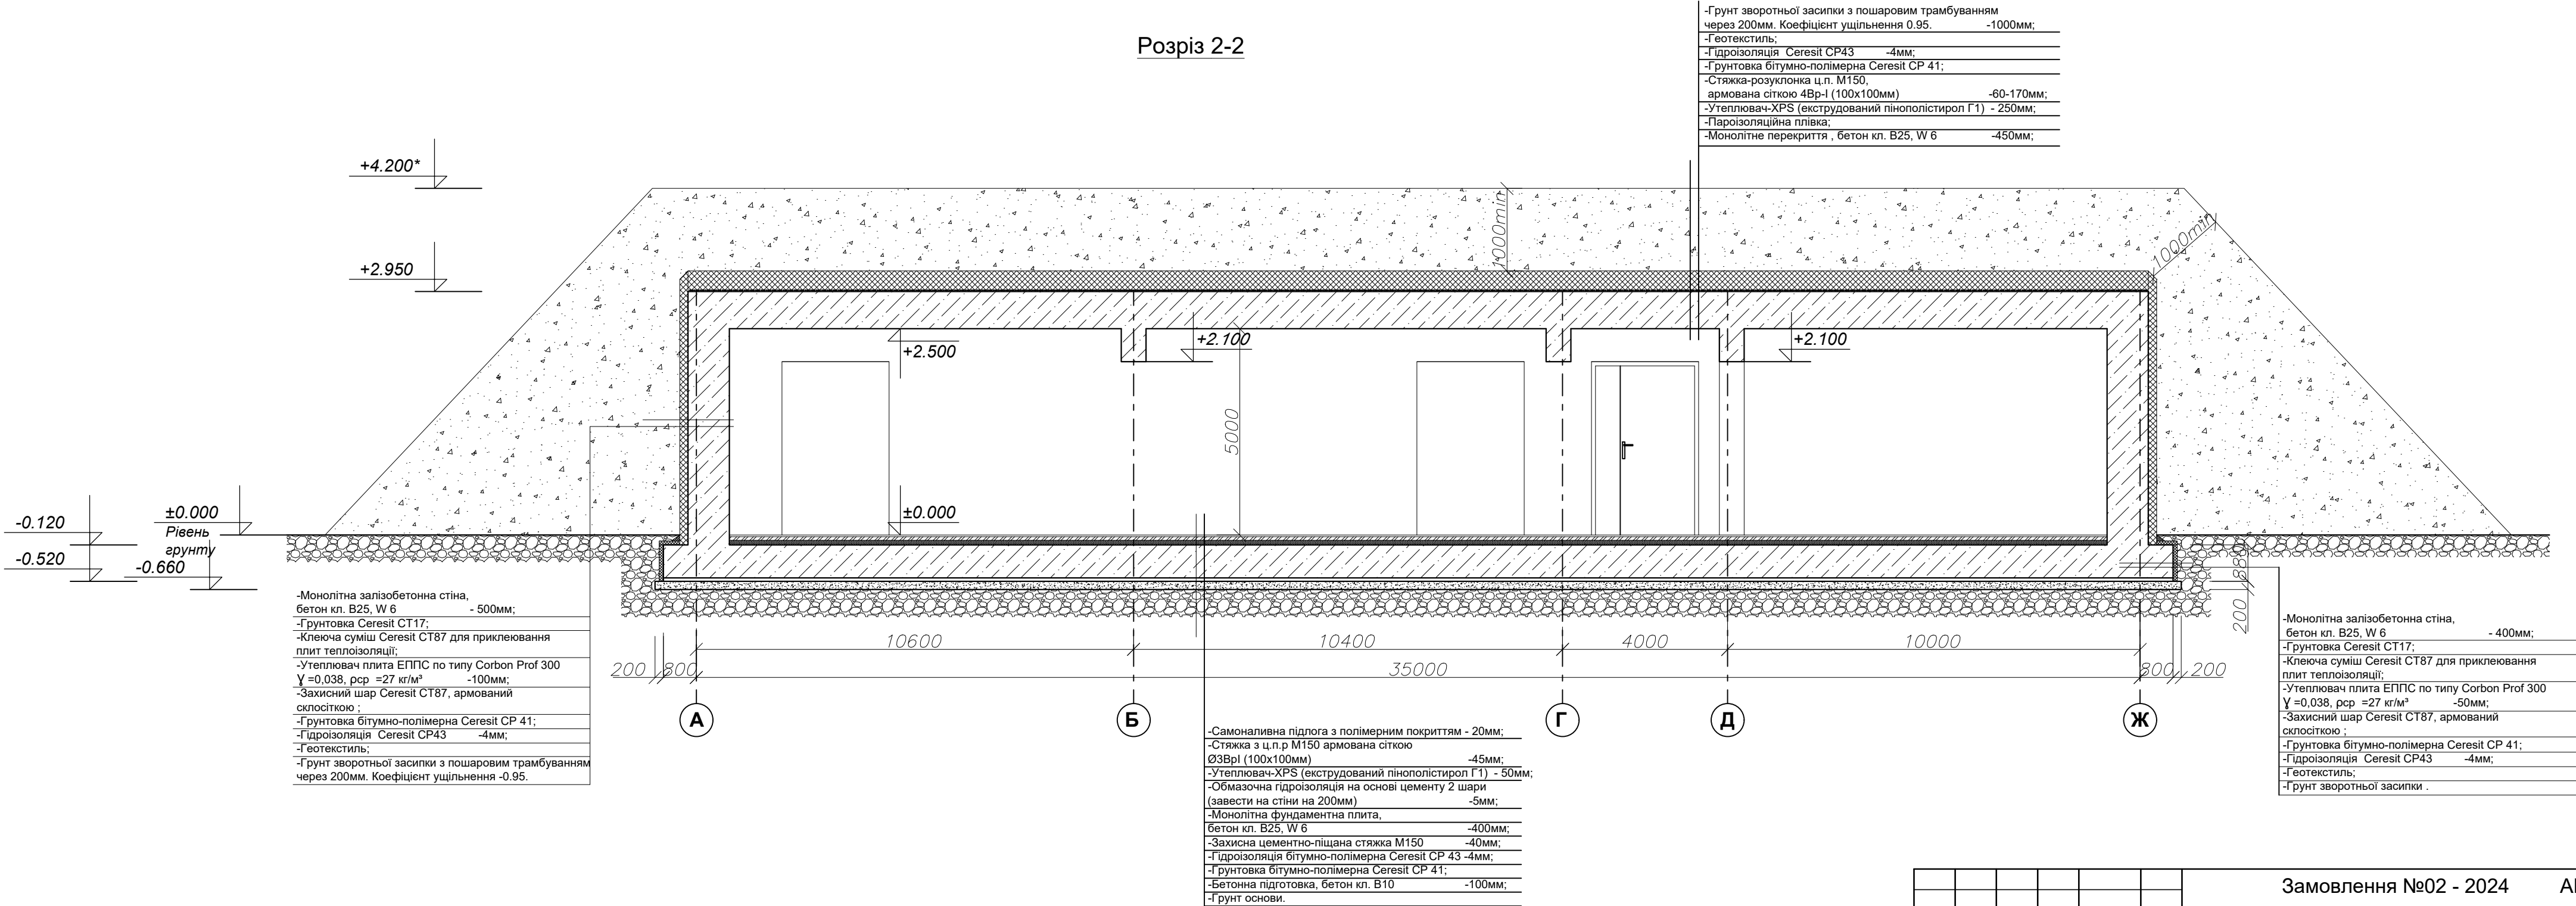 -Грунт зворотньої засипки з пошаровим трамбуванням
через 200мм. Коефіцієнт ущільнення 0.95. -1000мм;
-Геотекстиль;
-Гідроізоляція Ceresit CP43 -4мм;
-Грунтовка бітумно-полімерна Ceresit CP 41;
-Стяжка-розуклонка ц.п. М150,
армована сіткою 4Вр-І (100х100мм) -60-170мм;
-Утеплювач-XPS (екструдований пінополістирол Г1) - 250мм;
-Пароізоляційна плівка;
-Монолітне перекриття , бетон кл. В25, W 6 -450мм;
Розріз 2-2
+4.200*
1000min
1000min
+2.950
+2.500
+2.100
+2.100
5000
±0.000
-0.120
±0.000
Рівень
грунту
-0.520
-0.660
880
200
10600
10400
4000
10000
200
800
35000
800
200
А
Б
Г
Д
Ж
-Монолітна залізобетонна стіна,
бетон кл. В25, W 6 - 500мм;
-Грунтовка Ceresit CT17;
-Клеюча суміш Ceresit CT87 для приклеювання
плит теплоізоляції;
-Утеплювач плита ЕППС по типу Corbon Prof 300
Ɣ =0,038, ρср =27 кг/м³ -100мм;
-Захисний шар Ceresit CT87, армований
склосіткою ;
-Грунтовка бітумно-полімерна Ceresit CP 41;
-Гідроізоляція Ceresit CP43 -4мм;
-Геотекстиль;
-Грунт зворотньої засипки з пошаровим трамбуванням
через 200мм. Коефіцієнт ущільнення -0.95.
-Самоналивна підлога з полімерним покриттям - 20мм;
-Стяжка з ц.п.р М150 армована сіткою
Ø3ВрІ (100х100мм) -45мм;
-Утеплювач-XPS (екструдований пінополістирол Г1) - 50мм;
-Обмазочна гідроізоляція на основі цементу 2 шари
(завести на стіни на 200мм) -5мм;
-Монолітна фундаментна плита,
бетон кл. В25, W 6 -400мм;
-Захисна цементно-піщана стяжка М150 -40мм;
-Гідроізоляція бітумно-полімерна Ceresit CP 43 -4мм;
-Грунтовка бітумно-полімерна Ceresit CP 41;
-Бетонна підготовка, бетон кл. В10 -100мм;
-Грунт основи.
-Монолітна залізобетонна стіна,
бетон кл. В25, W 6 - 400мм;
-Грунтовка Ceresit CT17;
-Клеюча суміш Ceresit CT87 для приклеювання
плит теплоізоляції;
-Утеплювач плита ЕППС по типу Corbon Prof 300
Ɣ =0,038, ρср =27 кг/м³ -50мм;
-Захисний шар Ceresit CT87, армований
склосіткою ;
-Грунтовка бітумно-полімерна Ceresit CP 41;
-Гідроізоляція Ceresit CP43 -4мм;
-Геотекстиль;
-Грунт зворотньої засипки .
Замовлення №02 - 2024